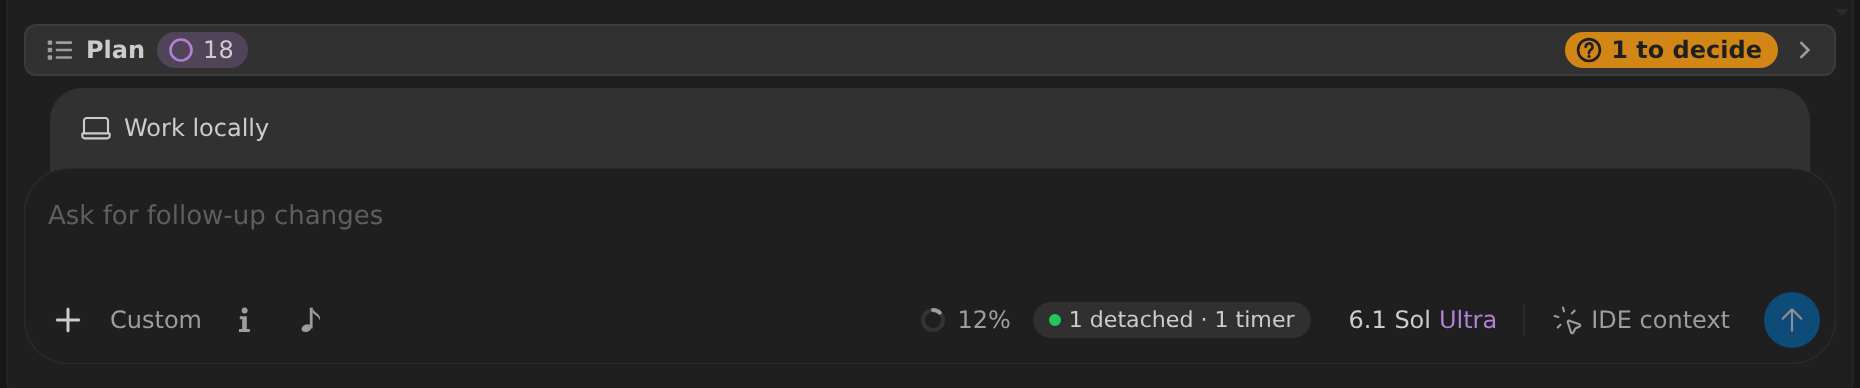 Plan 18 1 to decide
Work locally
Ask for follow-up changes
Custom 12% 1 detached · 1 timer 6.1 Sol Ultra IDE context